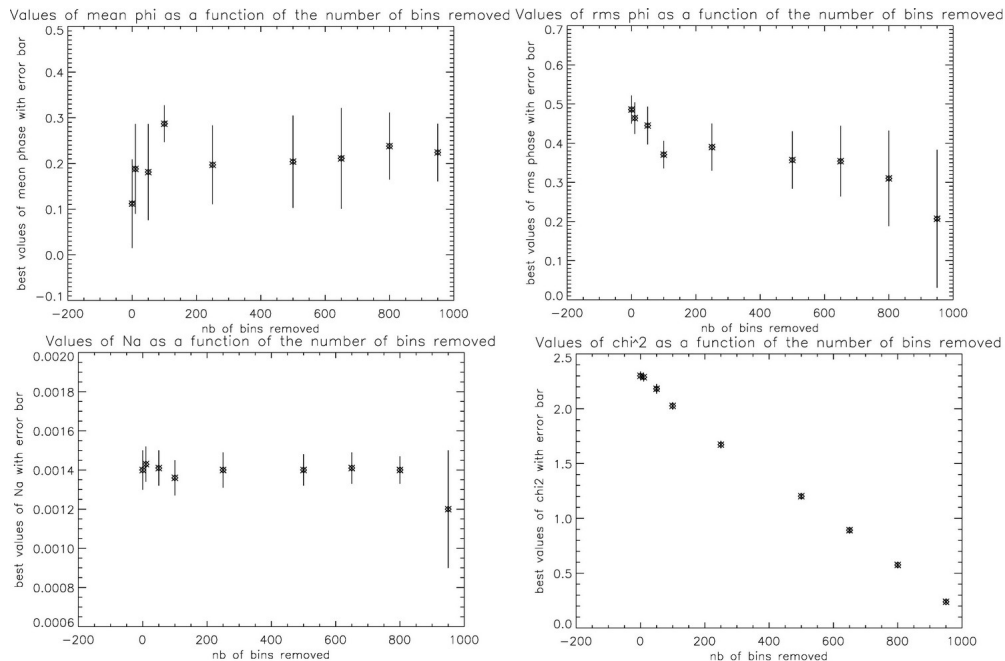 Values of mean phi as a function of the number of bins removed
best values of mean phase with error bar
0.5
0.4
0.3
0.2
0.1
0.0
-0.1
-200 0 200 400 600 800 1000
nb of bins removed
Values of rms phi as a function of the number of bins removed
best values of rms phase with error bar
0.7
0.6
0.5
0.4
0.3
0.2
0.1
0.0
-200 0 200 400 600 800 1000
nb of bins removed
Values of Na as a function of the number of bins removed
best values of Na with error bar
0.0020
0.0018
0.0016
0.0014
0.0012
0.0010
0.0008
0.0006
-200 0 200 400 600 800 1000
nb of bins removed
Values of chi^2 as a function of the number of bins removed
best values of chi2 with error bar
2.5
2.0
1.5
1.0
0.5
0.0
-200 0 200 400 600 800 1000
nb of bins removed